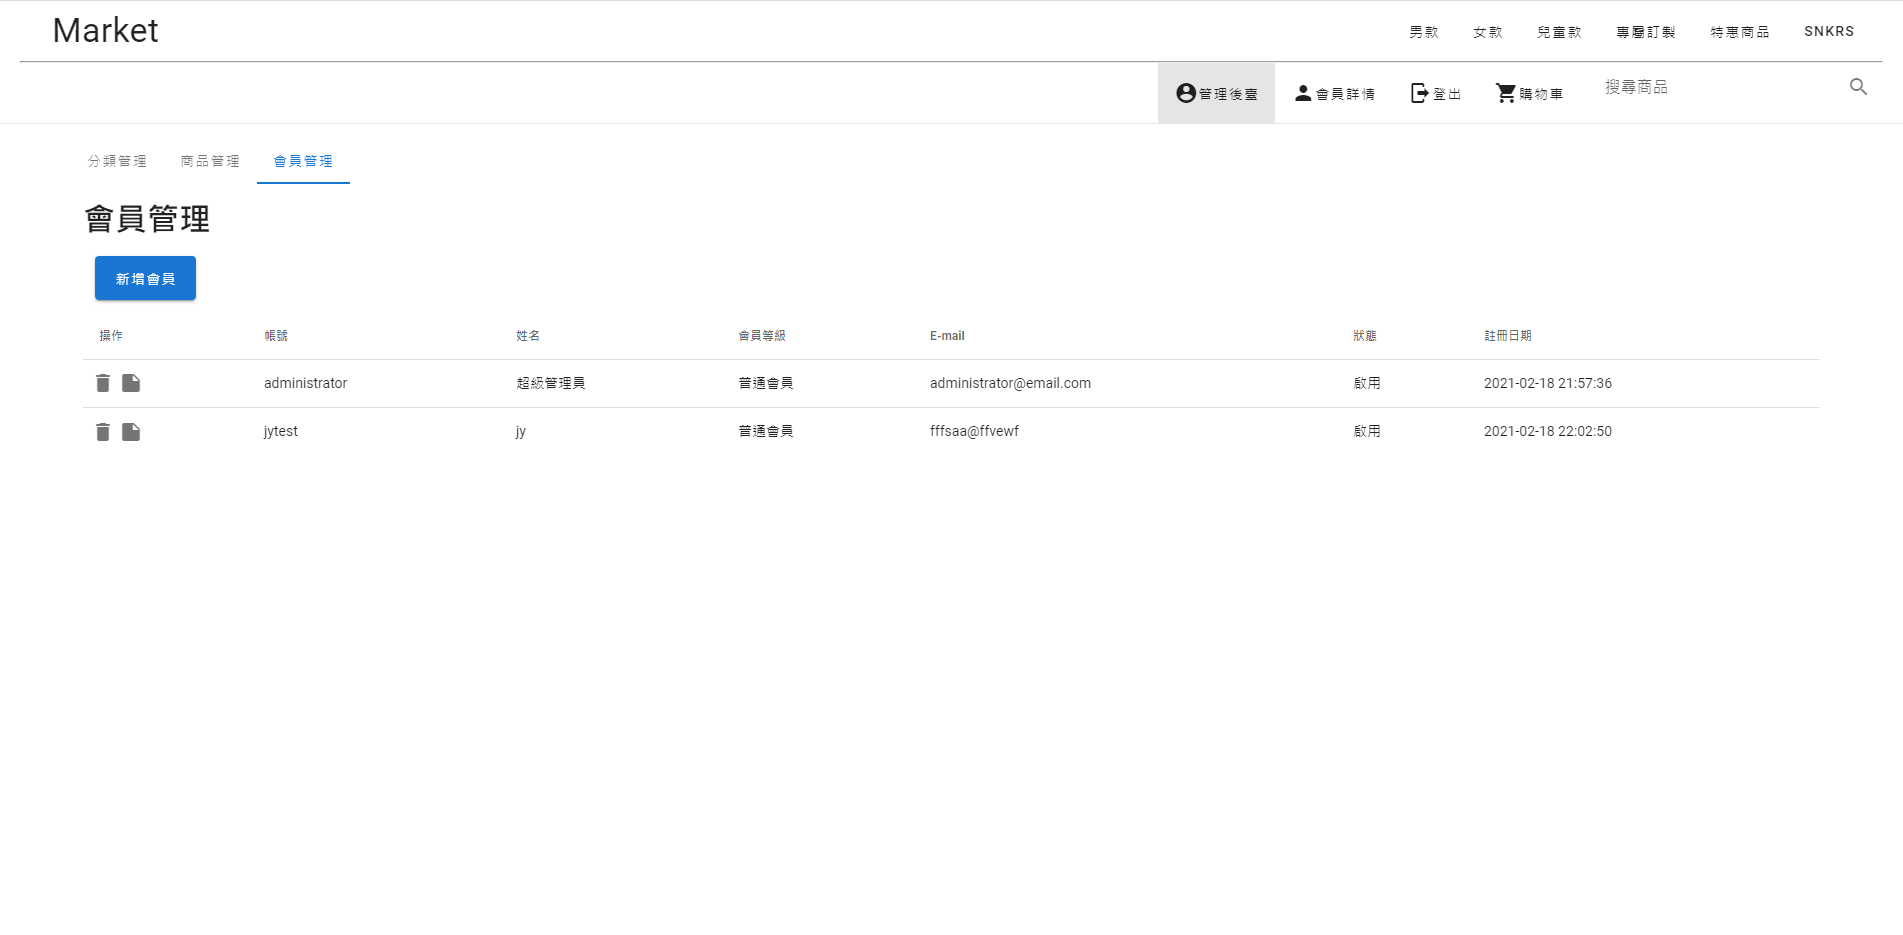 Market
男款 女款 兒童款 專屬訂製 特惠商品 SNKRS
管理後臺 會員詳情 登出 購物車 搜尋商品
分類管理 商品管理 會員管理
會員管理
新增會員
操作 帳號 姓名 會員等級 E-mail 狀態 註冊日期
administrator 超級管理員 普通會員 administrator@email.com 啟用 2021-02-18 21:57:36
jytest jy 普通會員 fffsaa@ffvewf 啟用 2021-02-18 22:02:50